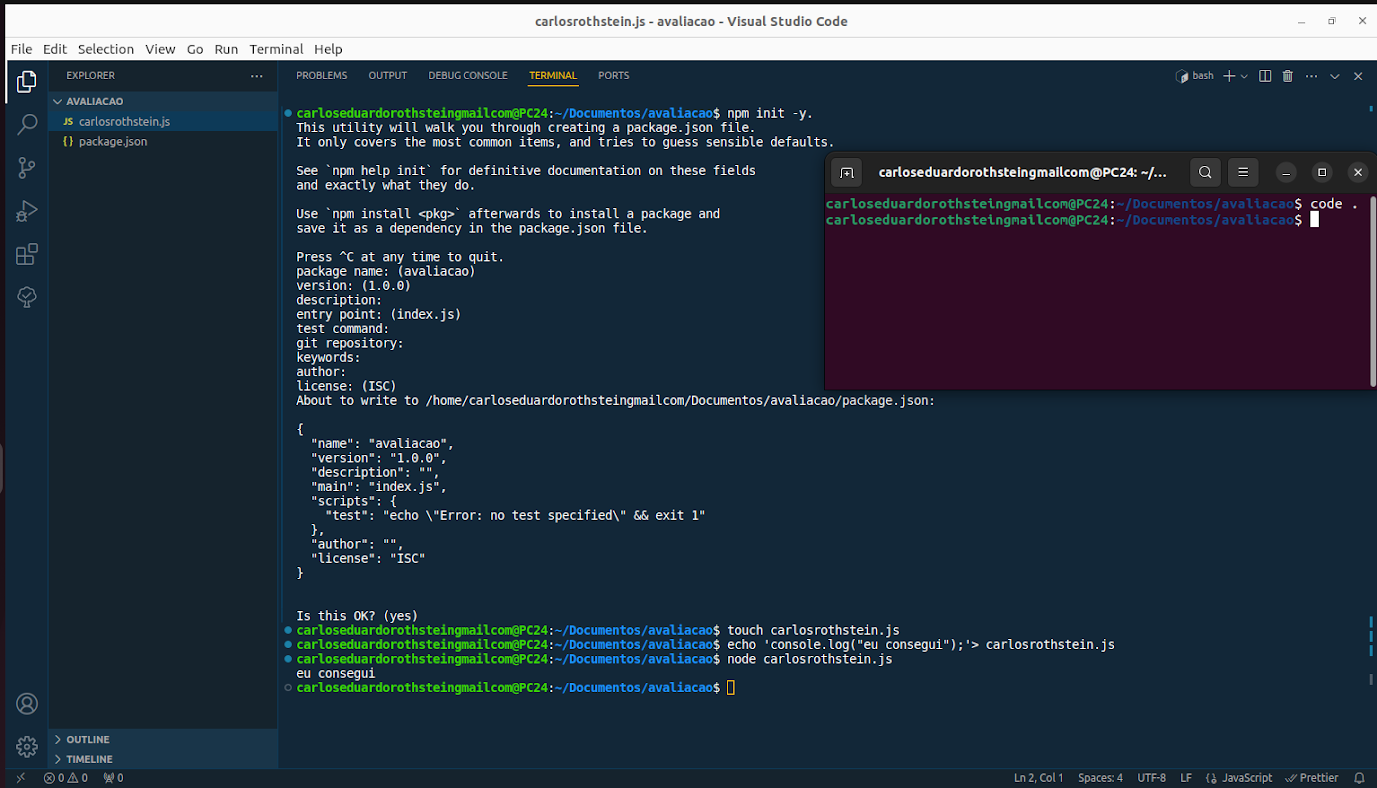 carlosrothstein.js - avaliacao - Visual Studio Code
File Edit Selection View Go Run Terminal Help
EXPLORER
AVALIACAO
JS carlosrothstein.js
{} package.json
OUTLINE
TIMELINE
PROBLEMS OUTPUT DEBUG CONSOLE TERMINAL PORTS
bash
carloseduardorothsteingmailcom@PC24:~/Documentos/avaliacao$ npm init -y.
This utility will walk you through creating a package.json file.
It only covers the most common items, and tries to guess sensible defaults.
See `npm help init` for definitive documentation on these fields
and exactly what they do.
Use `npm install <pkg>` afterwards to install a package and
save it as a dependency in the package.json file.
Press ^C at any time to quit.
package name: (avaliacao)
version: (1.0.0)
description:
entry point: (index.js)
test command:
git repository:
keywords:
author:
license: (ISC)
About to write to /home/carloseduardorothsteingmailcom/Documentos/avaliacao/package.json:
{
"name": "avaliacao",
"version": "1.0.0",
"description": "",
"main": "index.js",
"scripts": {
"test": "echo \"Error: no test specified\" && exit 1"
},
"author": "",
"license": "ISC"
}
Is this OK? (yes)
carloseduardorothsteingmailcom@PC24:~/Documentos/avaliacao$ touch carlosrothstein.js
carloseduardorothsteingmailcom@PC24:~/Documentos/avaliacao$ echo 'console.log("eu consegui");'> carlosrothstein.js
carloseduardorothsteingmailcom@PC24:~/Documentos/avaliacao$ node carlosrothstein.js
eu consegui
carloseduardorothsteingmailcom@PC24:~/Documentos/avaliacao$
carloseduardorothsteingmailcom@PC24: ~/...
carloseduardorothsteingmailcom@PC24:~/Documentos/avaliacao$ code .
carloseduardorothsteingmailcom@PC24:~/Documentos/avaliacao$
0 0 0 Ln 2, Col 1 Spaces: 4 UTF-8 LF {} JavaScript Prettier